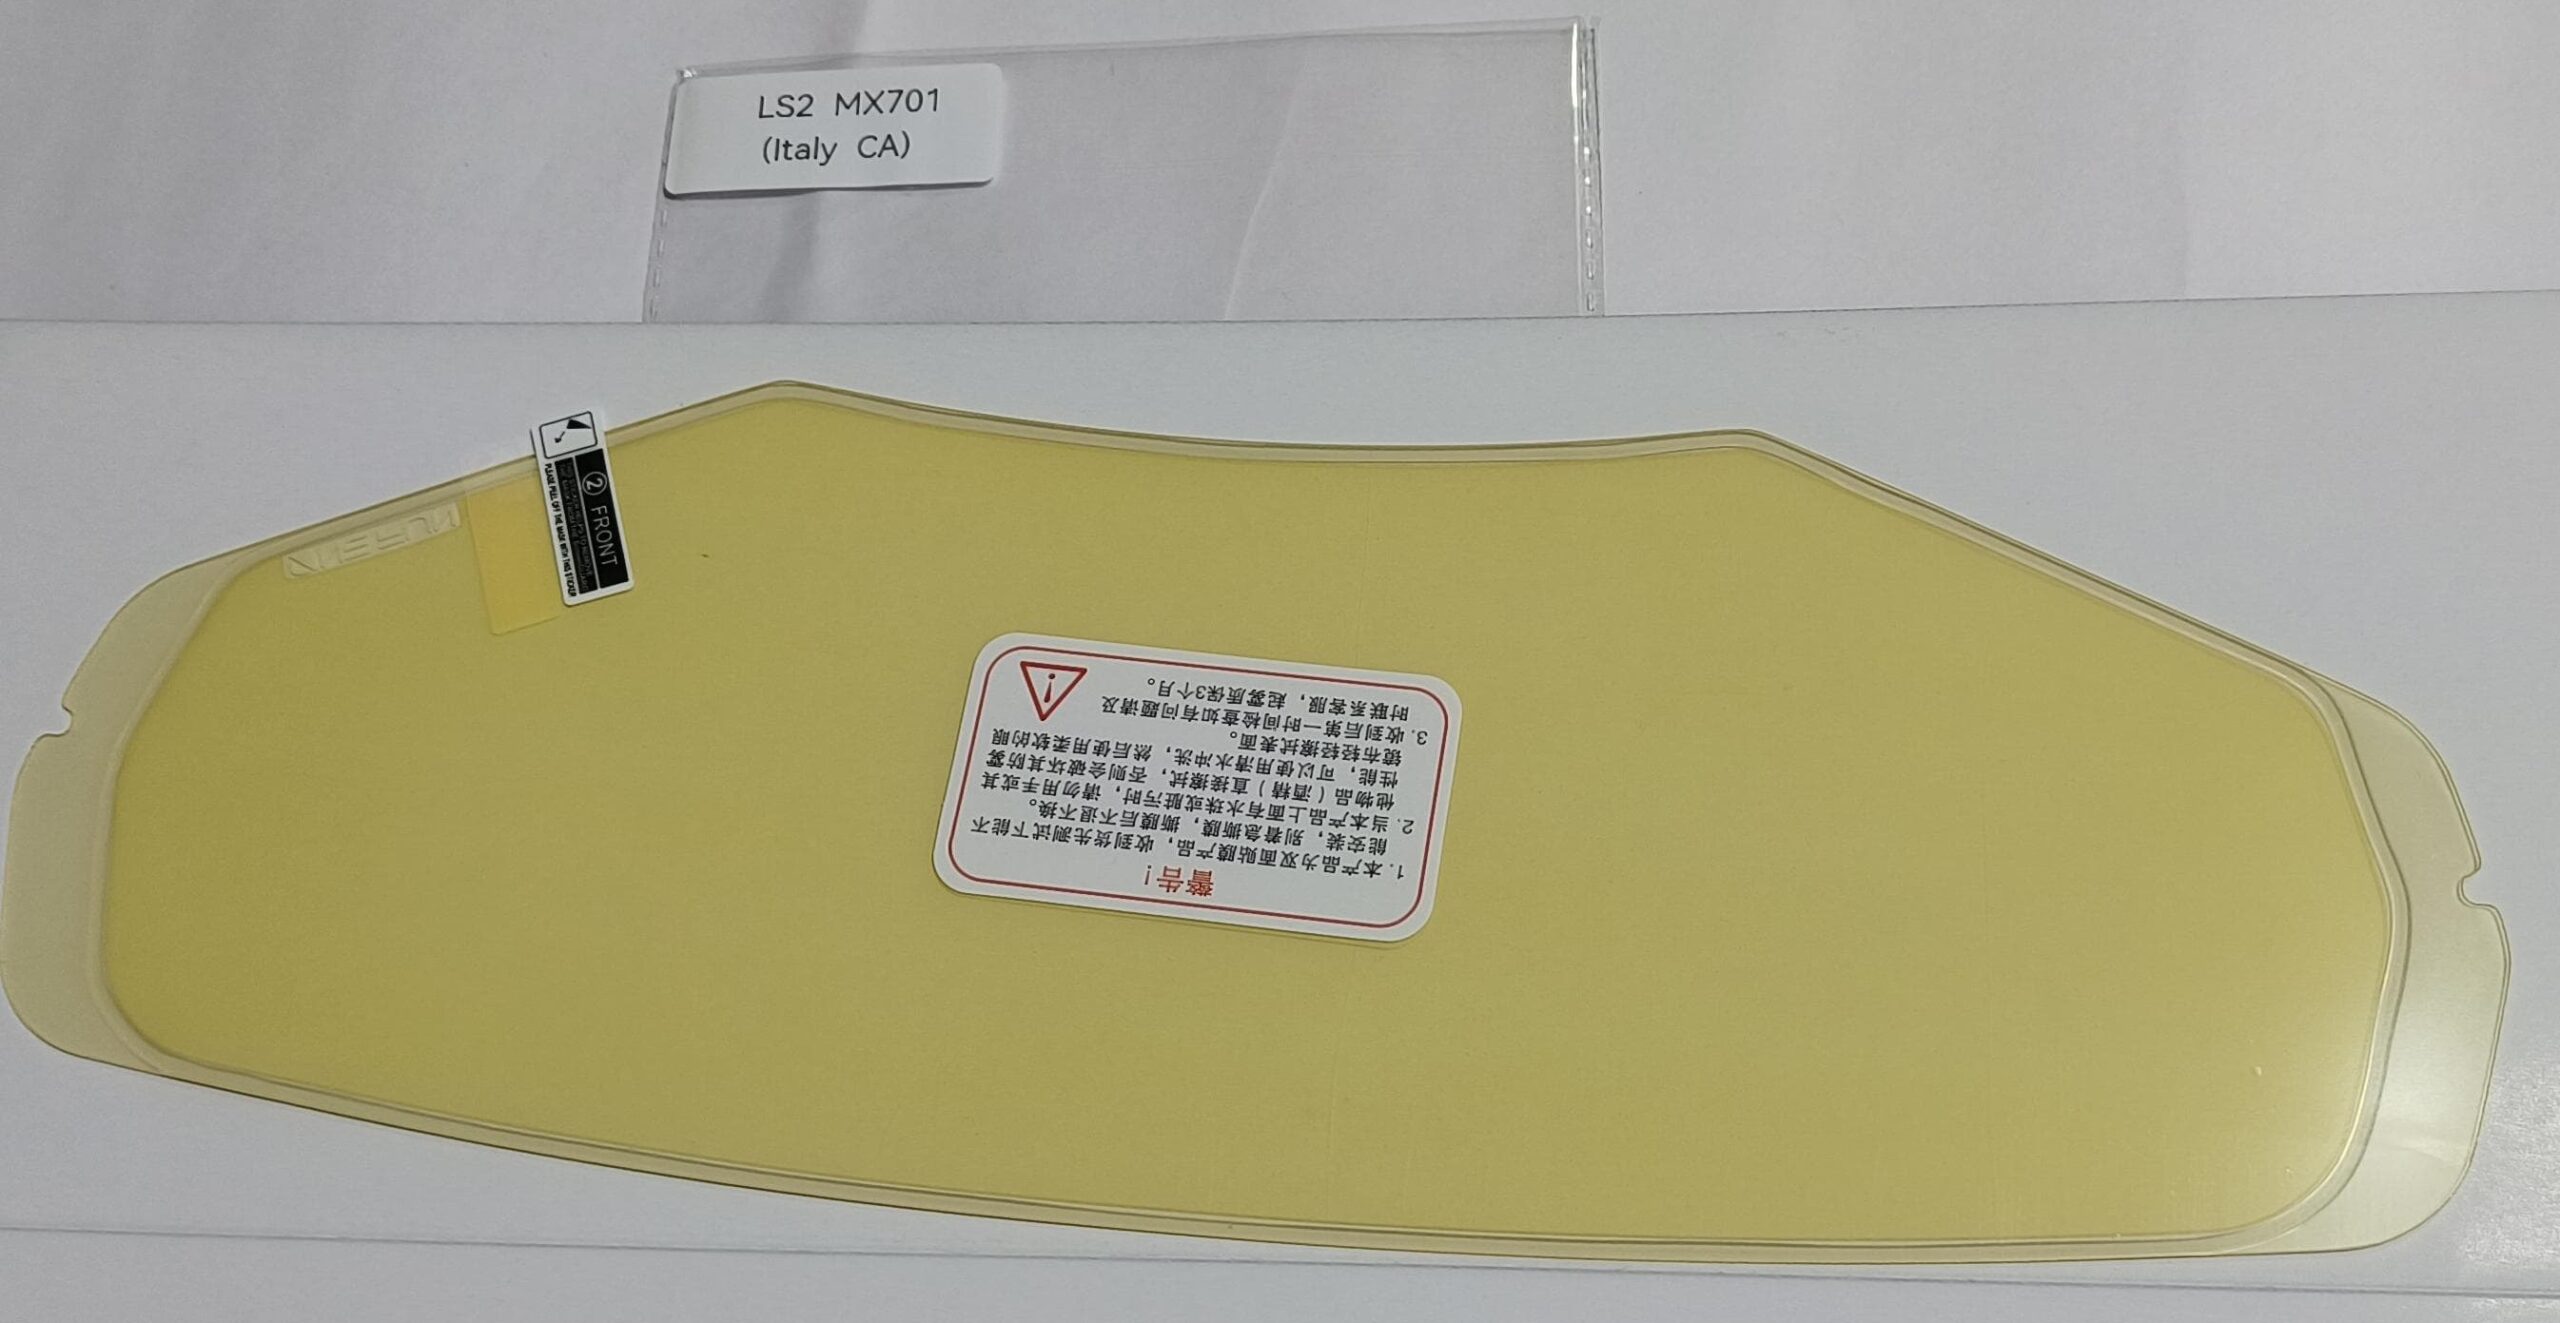 LS2 MX701
(Italy CA)
② FRONT
PLEASE PEEL OFF THE MASK WITH THIS STICKER
警告!
1. 本产品为双面贴膜产品，收到货先测试下能不
能安装，别着急撕膜，撕膜后不退不换。
2. 当本产品上面有水珠或脏污时，请勿用手或其
他物品（酒精）直接擦拭，否则会破坏其防雾
性能，可以使用清水冲洗，然后使用柔软的眼
镜布轻轻擦拭表面。
3. 收到后第一时间检查如有问题请及
时联系客服，起雾质保3个月。